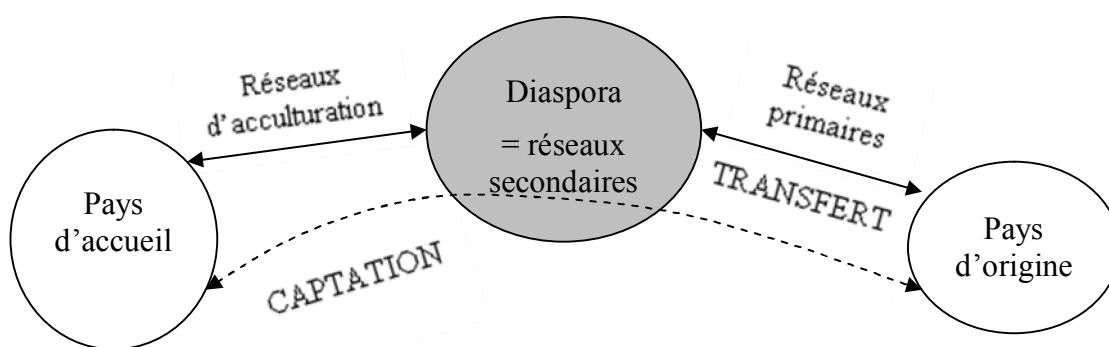 Réseaux
d'acculturation
Diaspora
= réseaux
secondaires
Réseaux
primaires
TRANSFERT
Pays
d’accueil
CAPTATION
Pays
d’origine